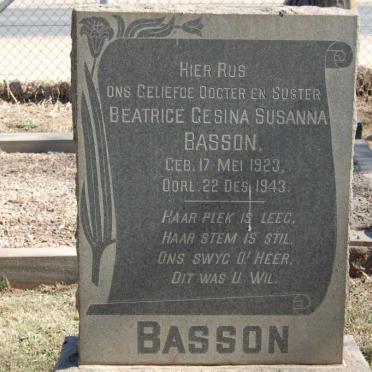 HIER RUS
ONS GELIEFDE DOGTER EN SUSTER
BEATRICE GESINA SUSANNA
BASSON,
GEB. 17 MEI 1923,
OORL. 22 DES. 1943.
HAAR PLEK IS LEEG,
HAAR STEM IS STIL,
ONS SWYG O! HEER,
DIT WAS U WIL.
BASSON